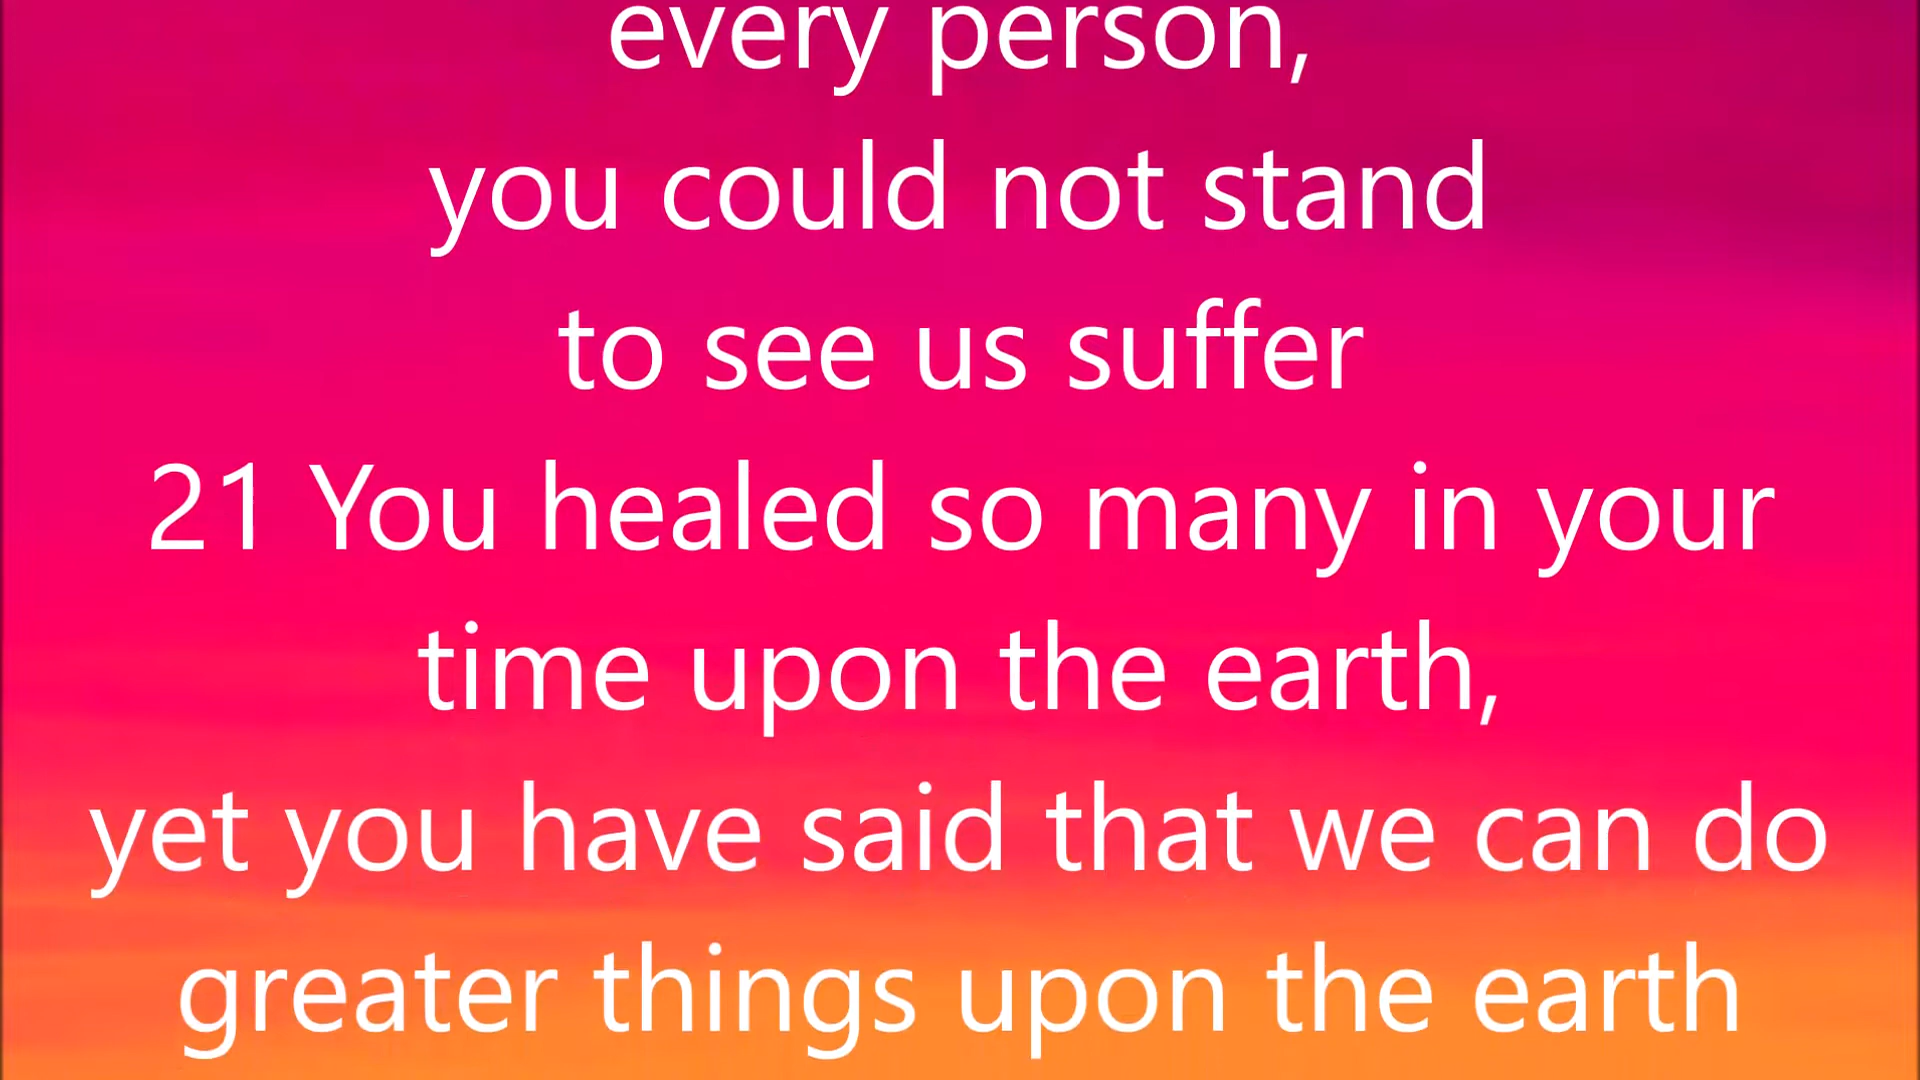 every person,
you could not stand
to see us suffer
21 You healed so many in your
time upon the earth,
yet you have said that we can do
greater things upon the earth